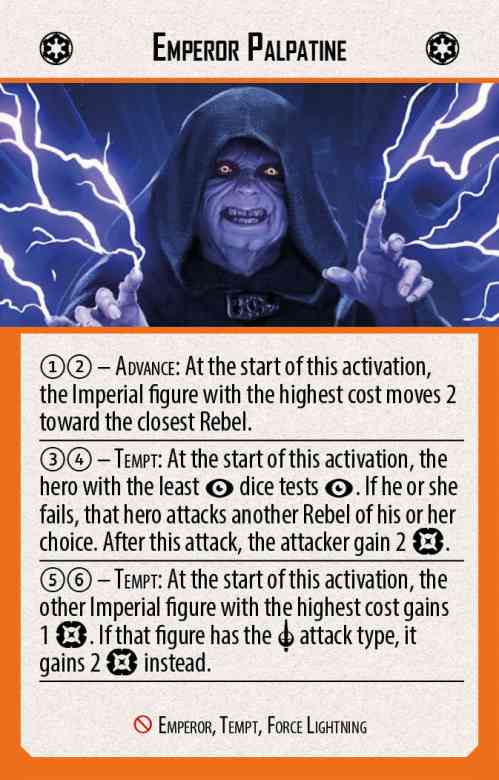 EMPEROR PALPATINE
①② – ADVANCE: At the start of this activation,
the Imperial figure with the highest cost moves 2
toward the closest Rebel.
③④ – TEMPT: At the start of this activation, the
hero with the least dice tests . If he or she
fails, that hero attacks another Rebel of his or her
choice. After this attack, the attacker gain 2 .
⑤⑥ – TEMPT: At the start of this activation, the
other Imperial figure with the highest cost gains
1 . If that figure has the attack type, it
gains 2 instead.
EMPEROR, TEMPT, FORCE LIGHTNING